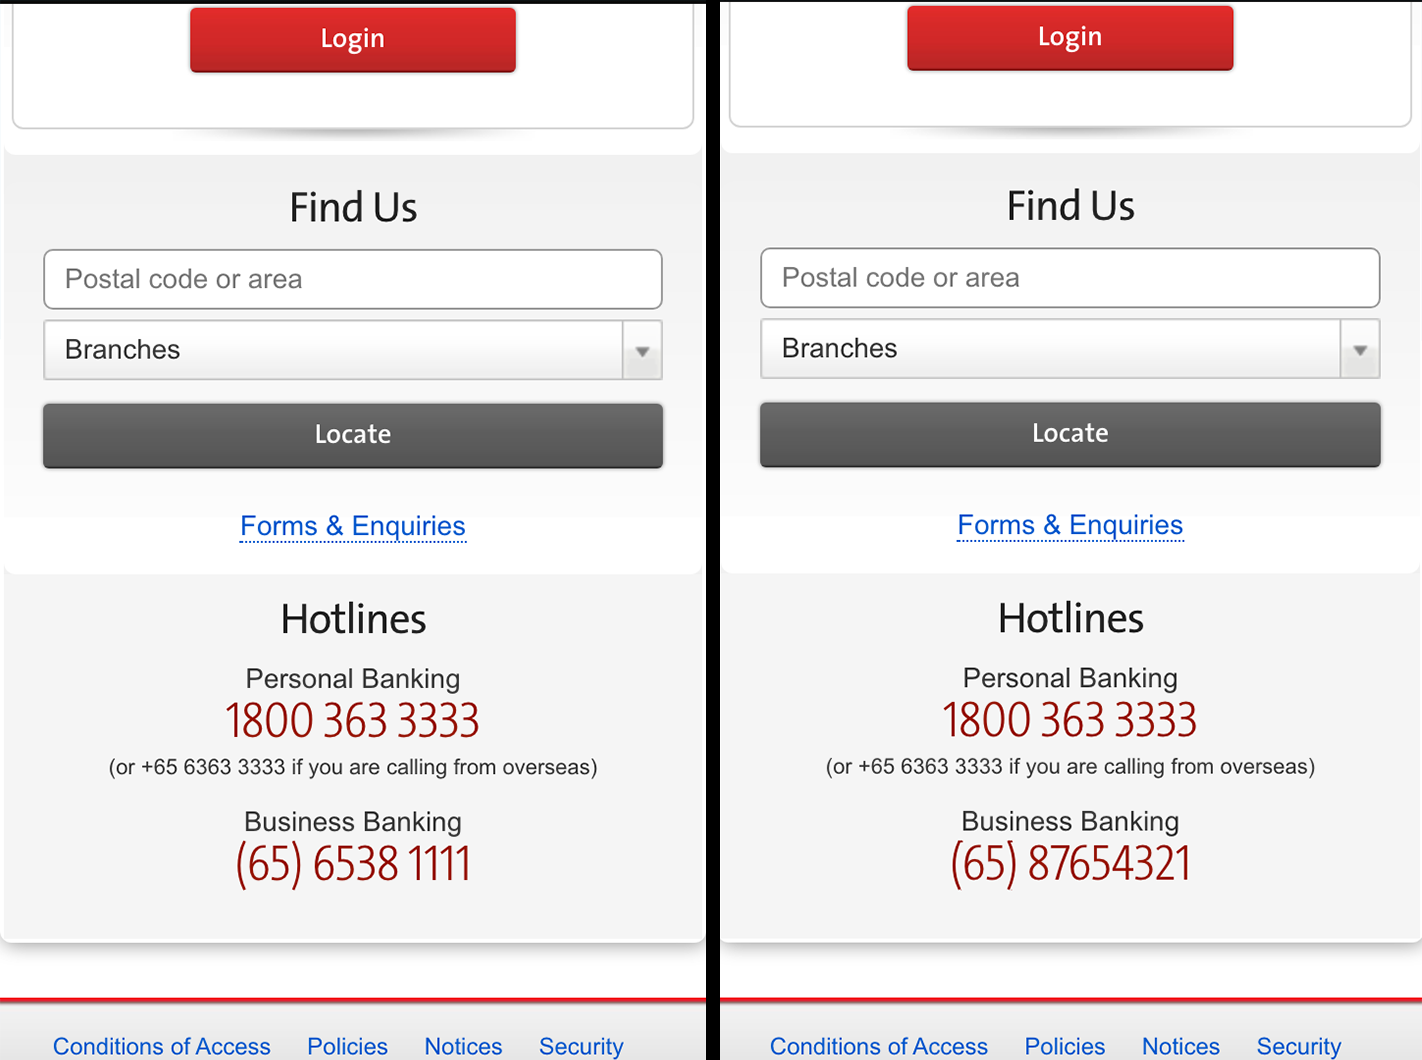 Login
Find Us
Postal code or area
Branches
Locate
Forms & Enquiries
Hotlines
Personal Banking
1800 363 3333
(or +65 6363 3333 if you are calling from overseas)
Business Banking
(65) 6538 1111
Conditions of Access Policies Notices Security
Login
Find Us
Postal code or area
Branches
Locate
Forms & Enquiries
Hotlines
Personal Banking
1800 363 3333
(or +65 6363 3333 if you are calling from overseas)
Business Banking
(65) 87654321
Conditions of Access Policies Notices Security